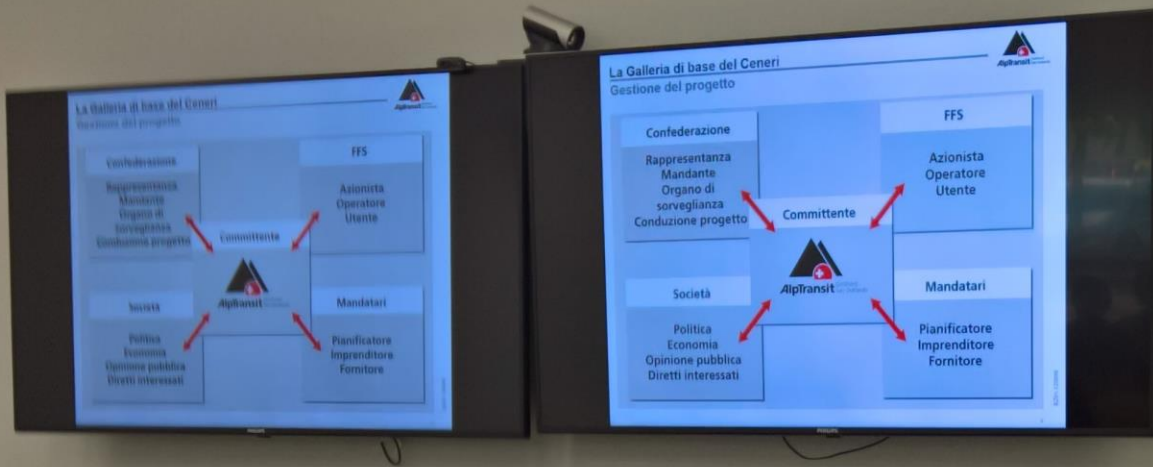 La Galleria di base del Ceneri
Gestione del progetto
AlpTransit
Confederazione
Rappresentanza
Mandante
Organo di
sorveglianza
Conduzione progetto
FFS
Azionista
Operatore
Utente
Committente
AlpTransit
Società
Politica
Economia
Opinione pubblica
Diretti interessati
Mandatari
Pianificatore
Imprenditore
Fornitore
PHILIPS
La Galleria di base del Ceneri
Gestione del progetto
AlpTransit
Confederazione
Rappresentanza
Mandante
Organo di
sorveglianza
Conduzione progetto
FFS
Azionista
Operatore
Utente
Committente
AlpTransit
Società
Politica
Economia
Opinione pubblica
Diretti interessati
Mandatari
Pianificatore
Imprenditore
Fornitore
PHILIPS